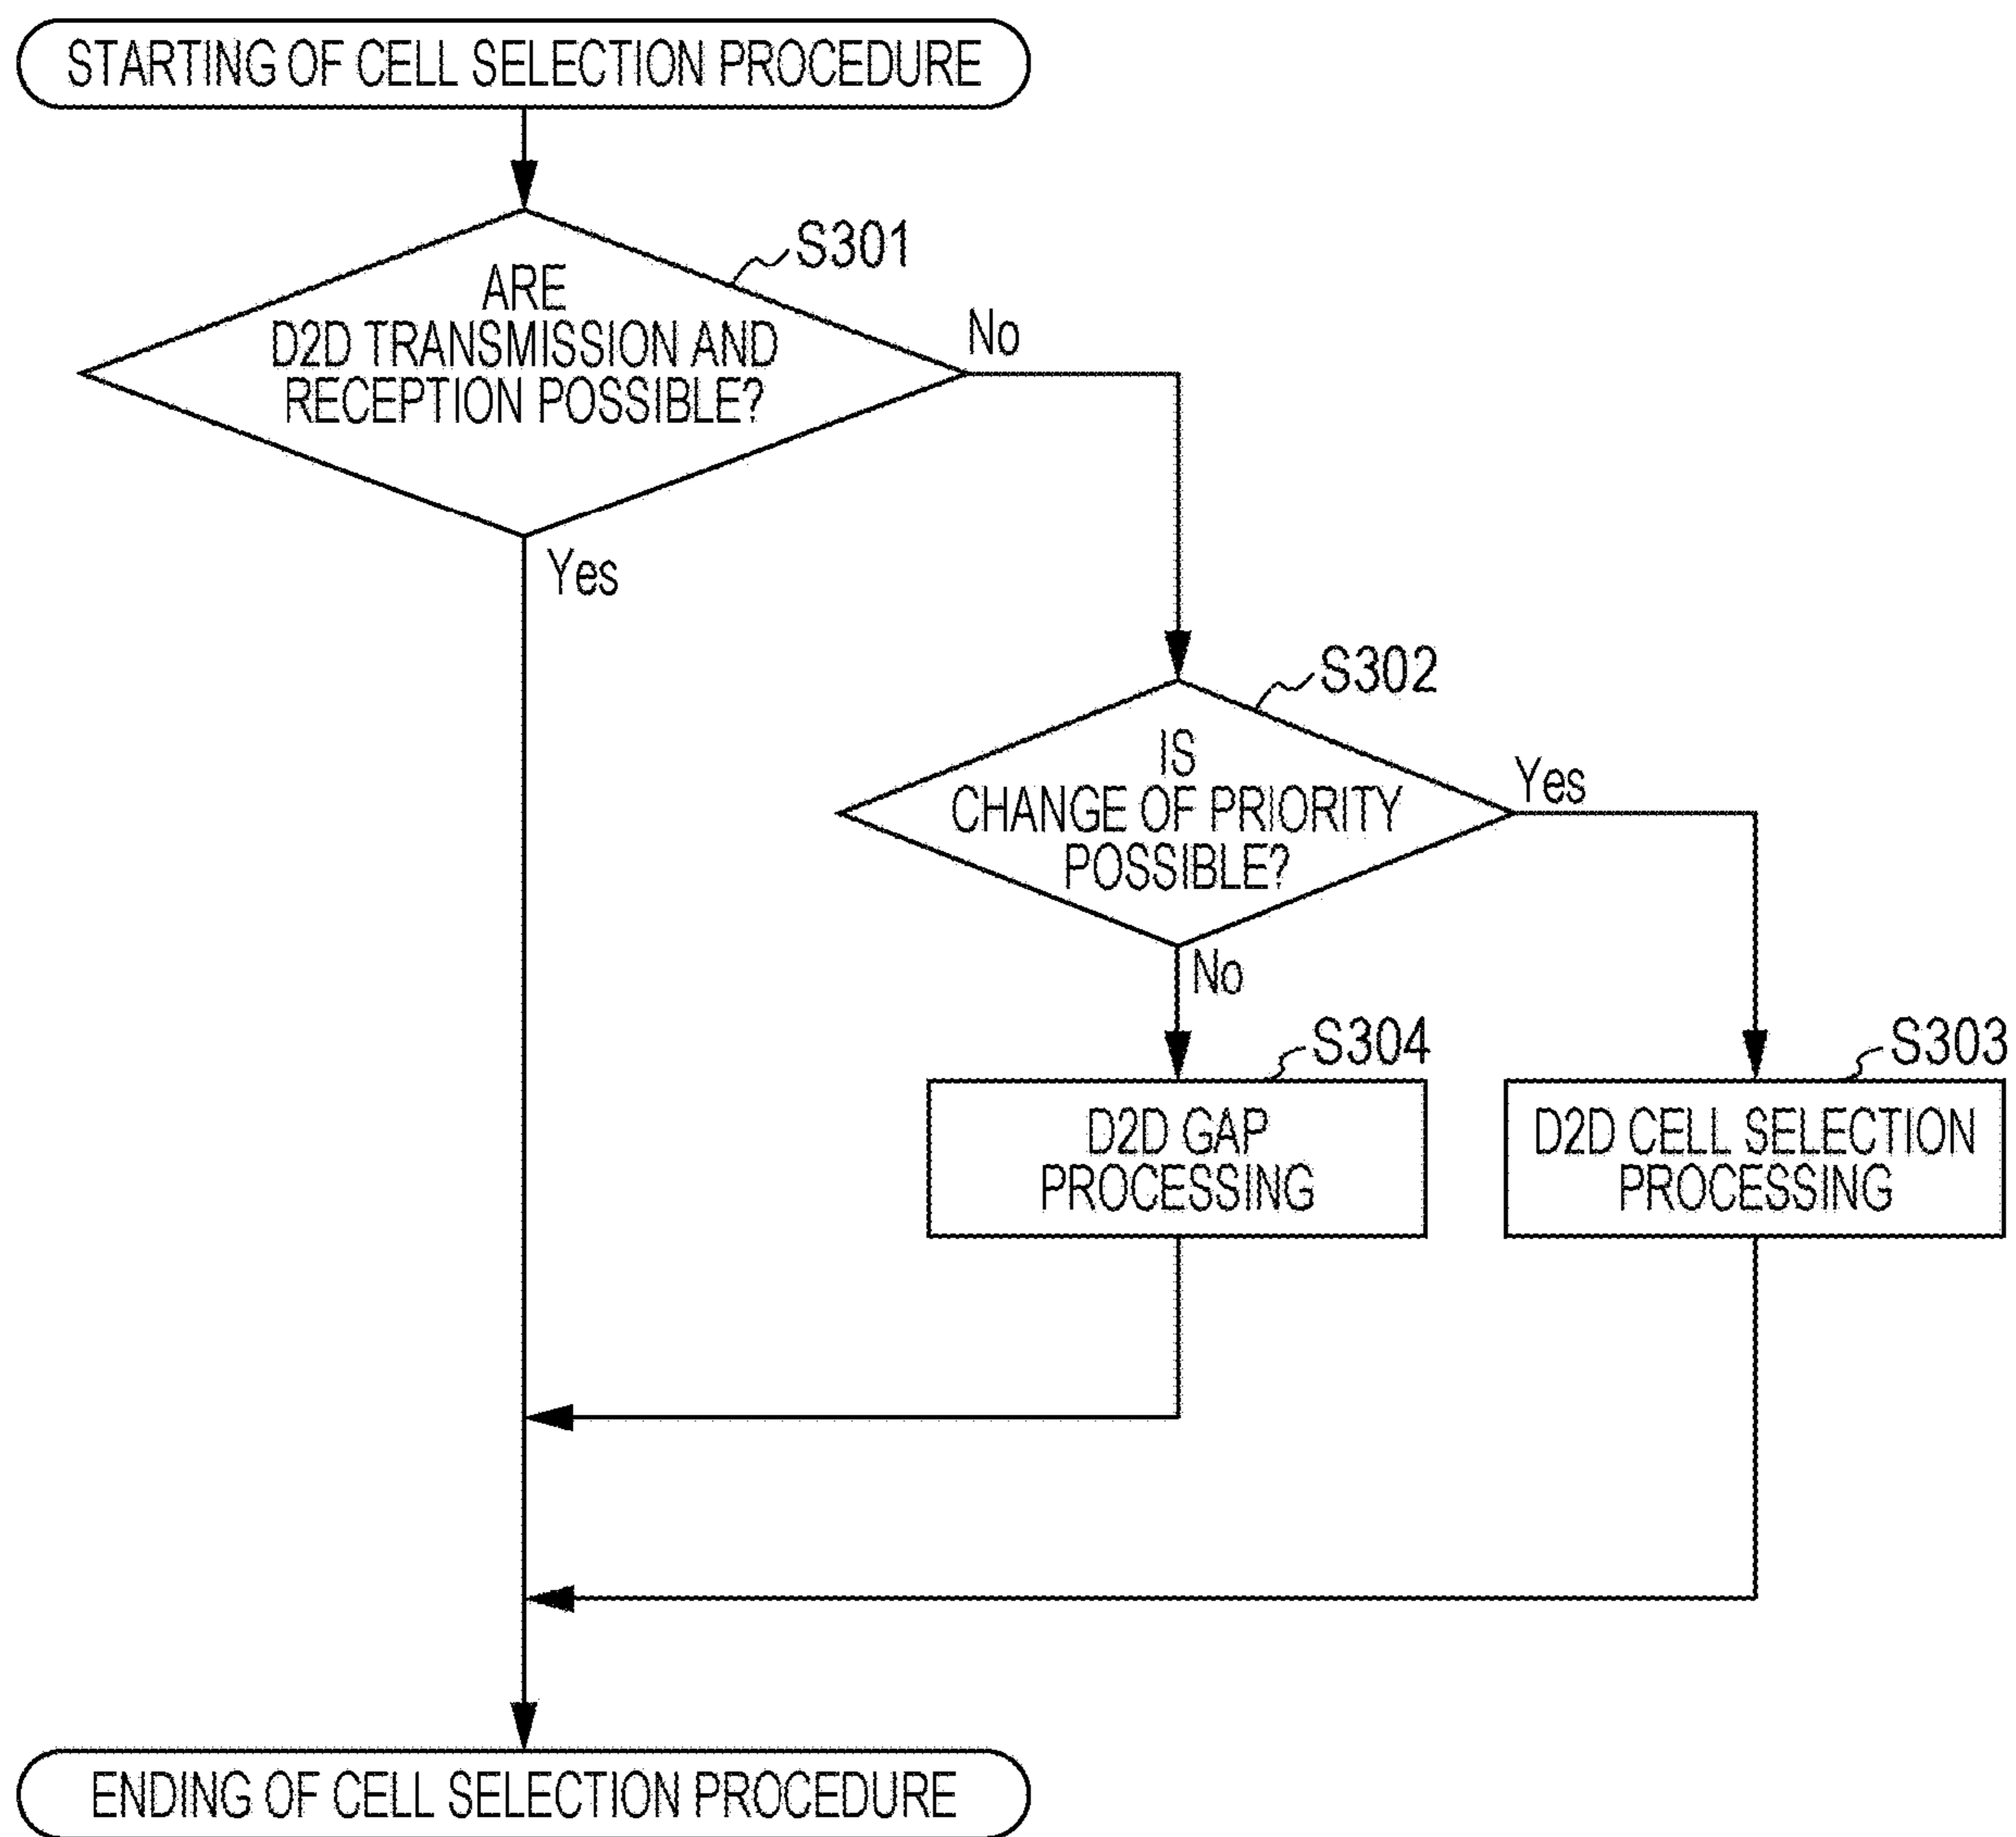 STARTING OF CELL SELECTION PROCEDURE
S301
ARE
D2D TRANSMISSION AND
RECEPTION POSSIBLE?
No
Yes
S302
IS
CHANGE OF PRIORITY
POSSIBLE?
Yes
No
S304
S303
D2D GAP
PROCESSING
D2D CELL SELECTION
PROCESSING
ENDING OF CELL SELECTION PROCEDURE